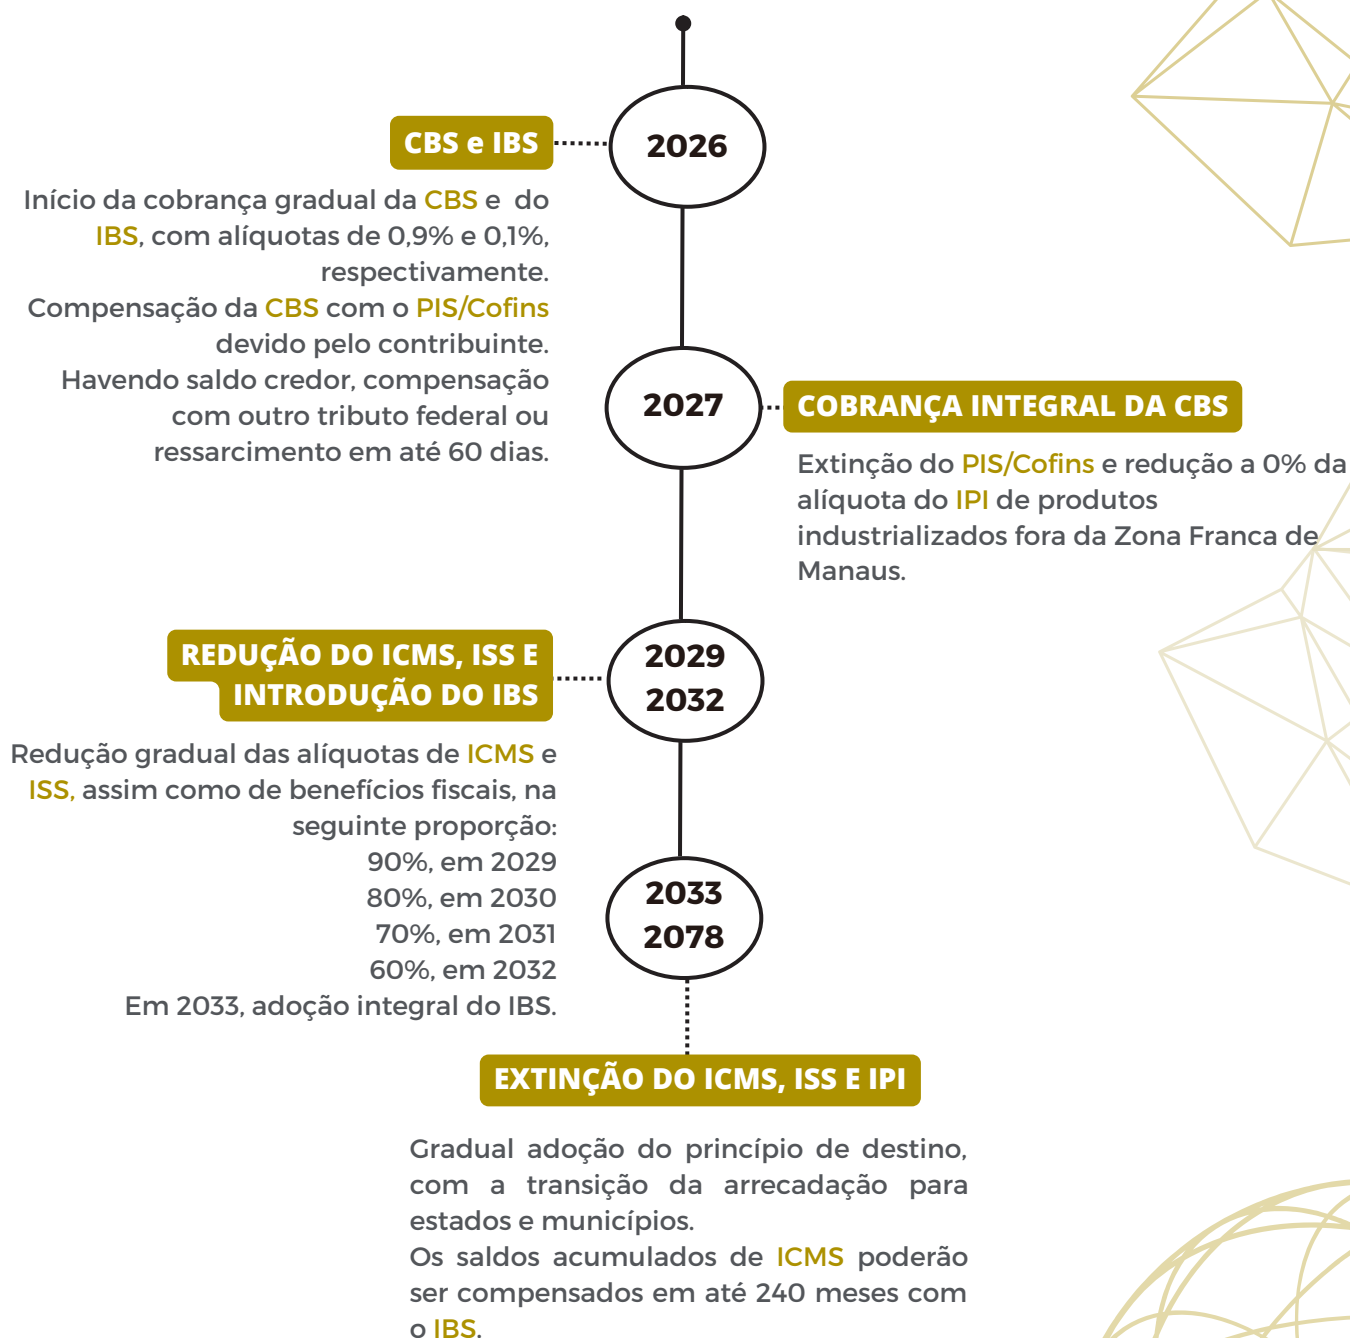 2026
CBS e IBS
Início da cobrança gradual da CBS e do
IBS, com alíquotas de 0,9% e 0,1%,
respectivamente.
Compensação da CBS com o PIS/Cofins
devido pelo contribuinte.
Havendo saldo credor, compensação
com outro tributo federal ou
ressarcimento em até 60 dias.
2027
COBRANÇA INTEGRAL DA CBS
Extinção do PIS/Cofins e redução a 0% da
alíquota do IPI de produtos
industrializados fora da Zona Franca de
Manaus.
2029
2032
REDUÇÃO DO ICMS, ISS E
INTRODUÇÃO DO IBS
Redução gradual das alíquotas de ICMS e
ISS, assim como de benefícios fiscais, na
seguinte proporção:
90%, em 2029
80%, em 2030
70%, em 2031
60%, em 2032
Em 2033, adoção integral do IBS.
2033
2078
EXTINÇÃO DO ICMS, ISS E IPI
Gradual adoção do princípio de destino,
com a transição da arrecadação para
estados e municípios.
Os saldos acumulados de ICMS poderão
ser compensados em até 240 meses com
o IBS.